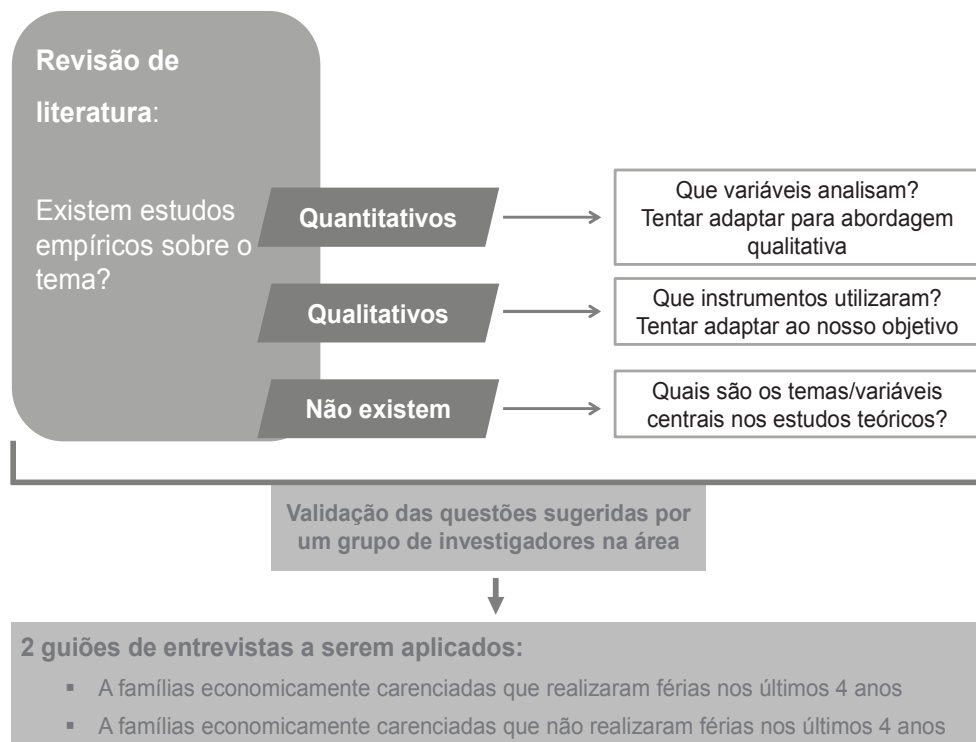 Revisão de
literatura:
Existem estudos
empíricos sobre o
tema?
Quantitativos
Que variáveis analisam?
Tentar adaptar para abordagem
qualitativa
Qualitativos
Que instrumentos utilizaram?
Tentar adaptar ao nosso objetivo
Não existem
Quais são os temas/variáveis
centrais nos estudos teóricos?
Validação das questões sugeridas por
um grupo de investigadores na área
2 guiões de entrevistas a serem aplicados:
▪ A famílias economicamente carenciadas que realizaram férias nos últimos 4 anos
▪ A famílias economicamente carenciadas que não realizaram férias nos últimos 4 anos